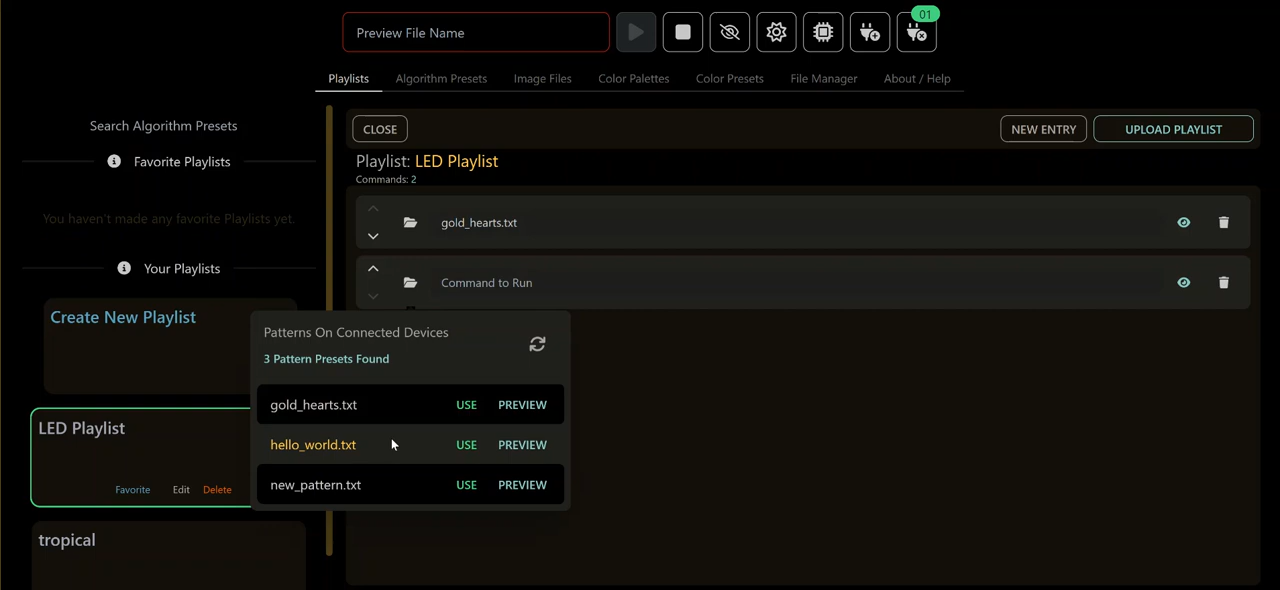 01
Preview File Name
Playlists Algorithm Presets Image Files Color Palettes Color Presets File Manager About / Help
Search Algorithm Presets
Favorite Playlists
You haven't made any favorite Playlists yet.
Your Playlists
Create New Playlist
LED Playlist
Favorite Edit Delete
tropical
CLOSE NEW ENTRY UPLOAD PLAYLIST
Playlist: LED Playlist
Commands: 2
gold_hearts.txt
Command to Run
Patterns On Connected Devices
3 Pattern Presets Found
gold_hearts.txt USE PREVIEW
hello_world.txt USE PREVIEW
new_pattern.txt USE PREVIEW